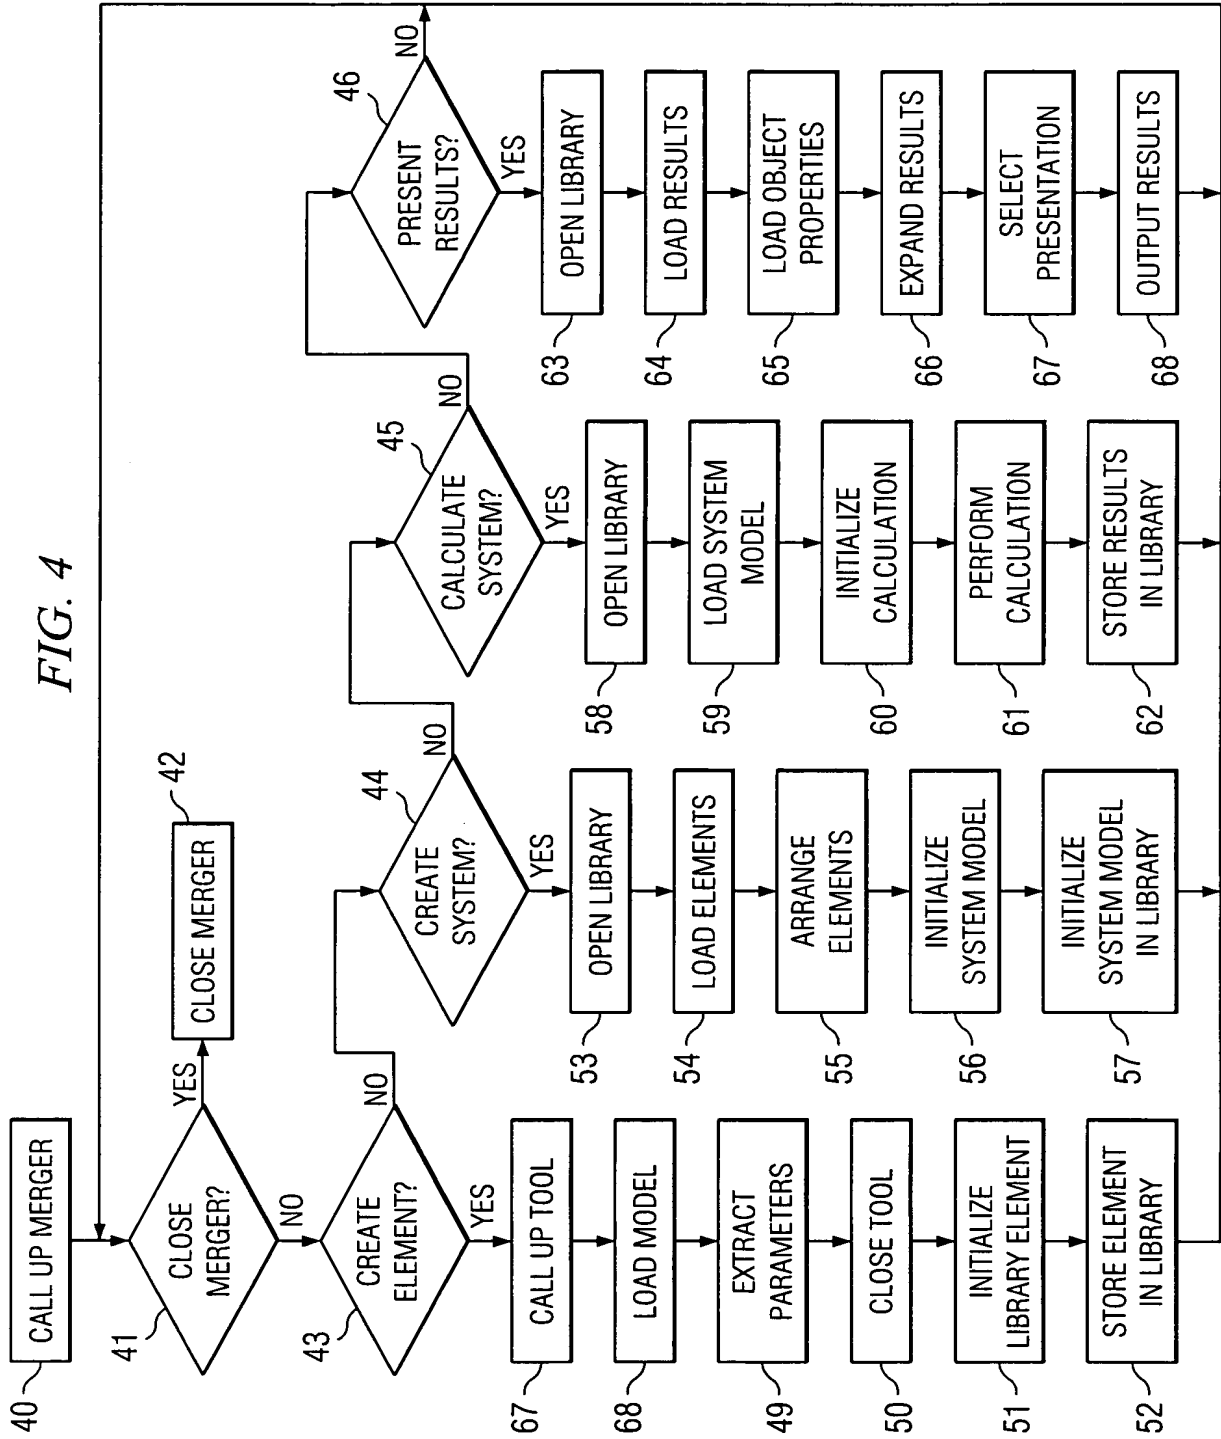 FIG. 4
40
CALL UP MERGER
41
CLOSE
MERGER?
YES
42
CLOSE MERGER
NO
43
CREATE
ELEMENT?
NO
YES
67
CALL UP TOOL
68
LOAD MODEL
49
EXTRACT
PARAMETERS
50
CLOSE TOOL
51
INITIALIZE
LIBRARY ELEMENT
52
STORE ELEMENT
IN LIBRARY
44
CREATE
SYSTEM?
NO
YES
53
OPEN LIBRARY
54
LOAD ELEMENTS
55
ARRANGE
ELEMENTS
56
INITIALIZE
SYSTEM MODEL
57
INITIALIZE
SYSTEM MODEL
IN LIBRARY
45
CALCULATE
SYSTEM?
NO
YES
58
OPEN LIBRARY
59
LOAD SYSTEM
MODEL
60
INITIALIZE
CALCULATION
61
PERFORM
CALCULATION
62
STORE RESULTS
IN LIBRARY
46
PRESENT
RESULTS?
NO
YES
63
OPEN LIBRARY
64
LOAD RESULTS
65
LOAD OBJECT
PROPERTIES
66
EXPAND RESULTS
67
SELECT
PRESENTATION
68
OUTPUT RESULTS